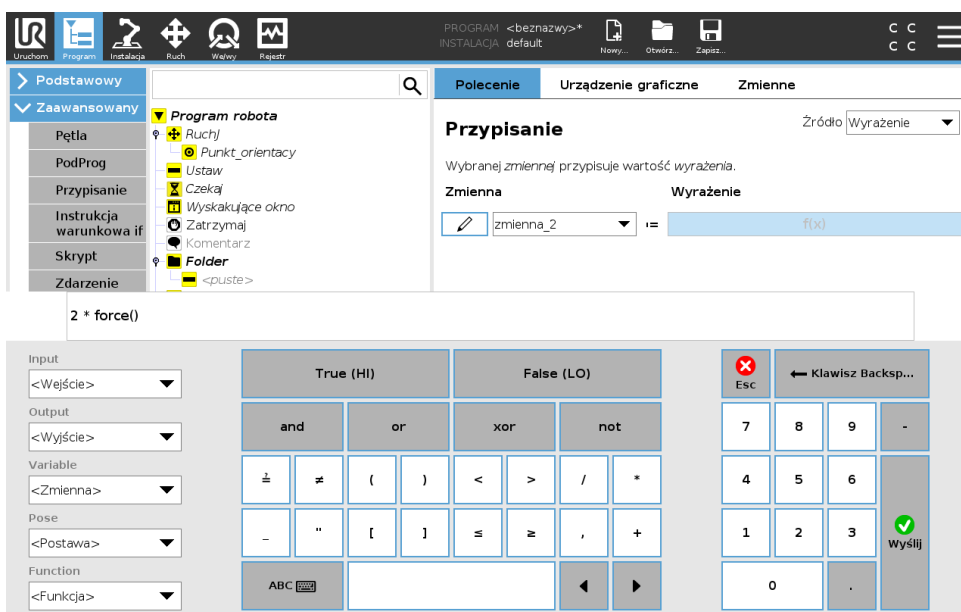 PROGRAM <beznazwy>*
INSTALACJA default
Uruchom Program Instalacja Ruch We/wy Rejestr Nowy... Otwórz... Zapisz...
C C
C C
Podstawowy
Zaawansowany
Pętla
PodProg
Przypisanie
Instrukcja
warunkowa if
Skrypt
Zdarzenie
Program robota
RuchJ
Punkt_orientacy
Ustaw
Czekaj
Wyskakujące okno
Zatrzymaj
Komentarz
Folder
<puste>
Polecenie Urządzenie graficzne Zmienne
Przypisanie
Źródło Wyrażenie
Wybranej zmiennej przypisuje wartość wyrażenia.
Zmienna Wyrażenie
zmienna_2 := f(x)
2 * force()
Input
<Wejście>
Output
<Wyjście>
Variable
<Zmienna>
Pose
<Postawa>
Function
<Funkcja>
True (HI) False (LO)
and or xor not
≟ ≠ ( ) < > / *
_ " [ ] ≤ ≥ , +
ABC
Esc Klawisz Backsp...
7 8 9 -
4 5 6
1 2 3 Wyślij
0 .